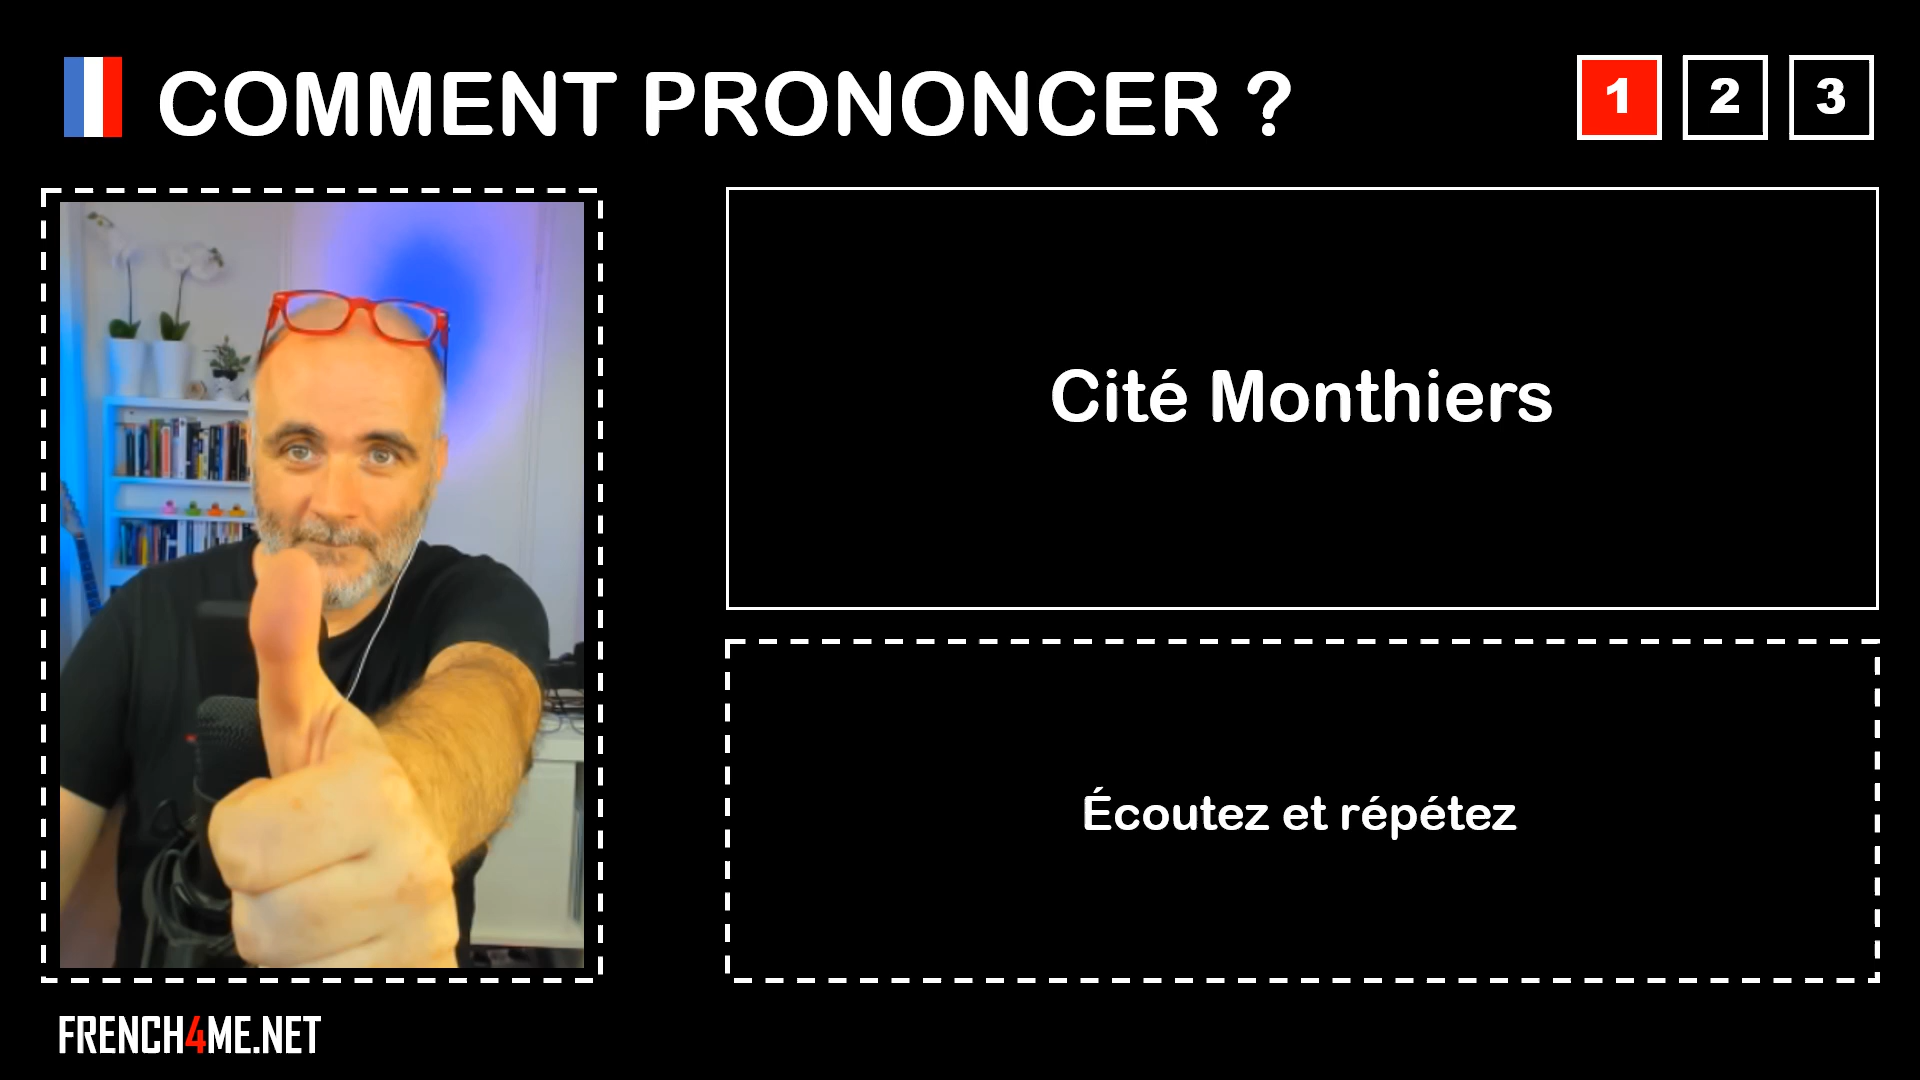 COMMENT PRONONCER ?
1 2 3
Cité Monthiers
Écoutez et répétez
FRENCH4ME.NET